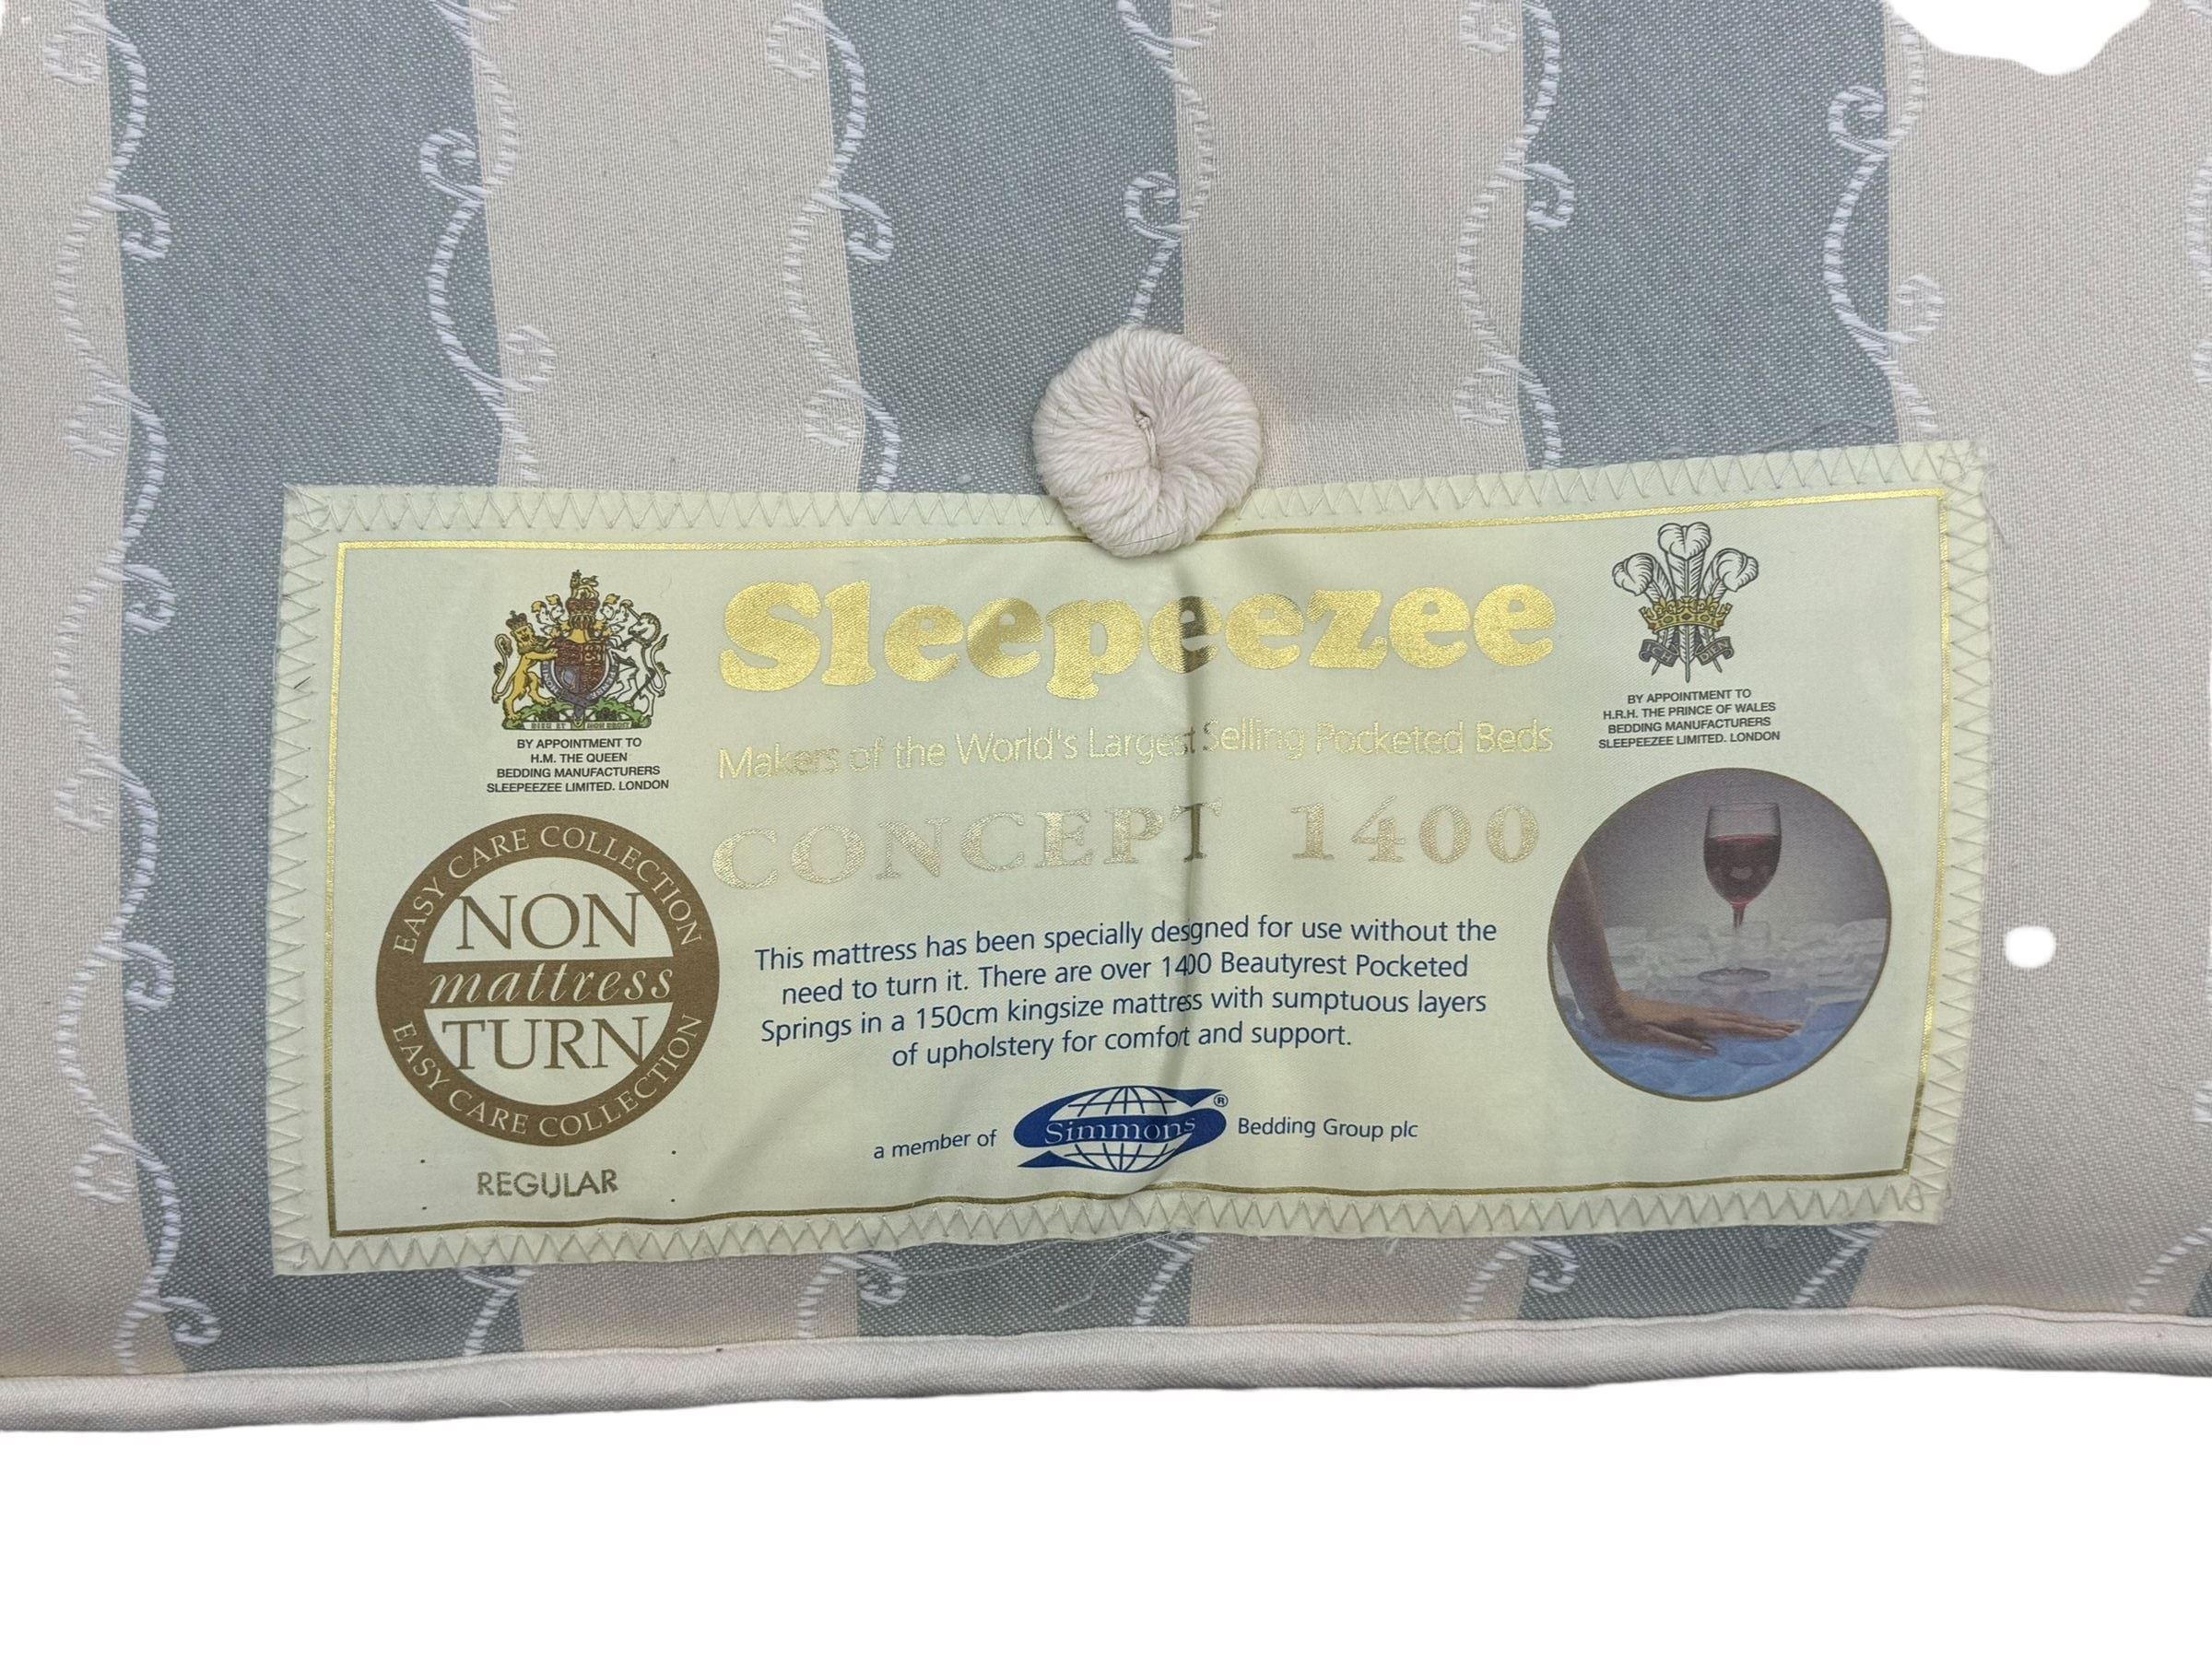 Sleepeezee
Makers of the World's Largest Selling Pocketed Beds
CONCEPT 1400
BY APPOINTMENT TO
H.M. THE QUEEN
BEDDING MANUFACTURERS
SLEEPEEZEE LIMITED. LONDON
ICH DIEN
BY APPOINTMENT TO
H.R.H. THE PRINCE OF WALES
BEDDING MANUFACTURERS
SLEEPEEZEE LIMITED. LONDON
EASY CARE COLLECTION
NON
mattress
TURN
EASY CARE COLLECTION
REGULAR
This mattress has been specially designed for use without the
need to turn it. There are over 1400 Beautyrest Pocketed
Springs in a 150cm kingsize mattress with sumptuous layers
of upholstery for comfort and support.
a member of Simmons® Bedding Group plc